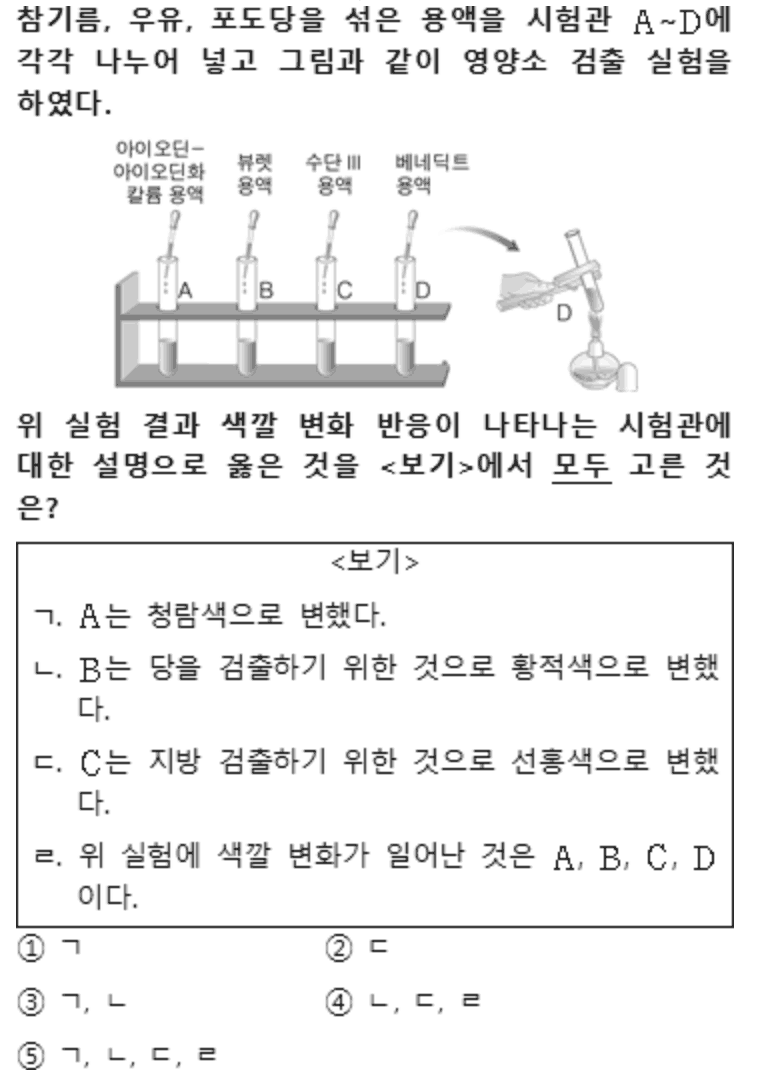 참기름, 우유, 포도당을 섞은 용액을 시험관 A~D에
각각 나누어 넣고 그림과 같이 영양소 검출 실험을
하였다.
아이오딘-
아이오딘화
칼륨 용액
뷰렛
용액
수단 III
용액
베네딕트
용액
A
B
C
D
D
위 실험 결과 색깔 변화 반응이 나타나는 시험관에
대한 설명으로 옳은 것을 <보기>에서 모두 고른 것
은?
<보기>
ㄱ. A는 청람색으로 변했다.
ㄴ. B는 당을 검출하기 위한 것으로 황적색으로 변했
다.
ㄷ. C는 지방 검출하기 위한 것으로 선홍색으로 변했
다.
ㄹ. 위 실험에 색깔 변화가 일어난 것은 A, B, C, D
이다.
① ㄱ
② ㄷ
③ ㄱ, ㄴ
④ ㄴ, ㄷ, ㄹ
⑤ ㄱ, ㄴ, ㄷ, ㄹ